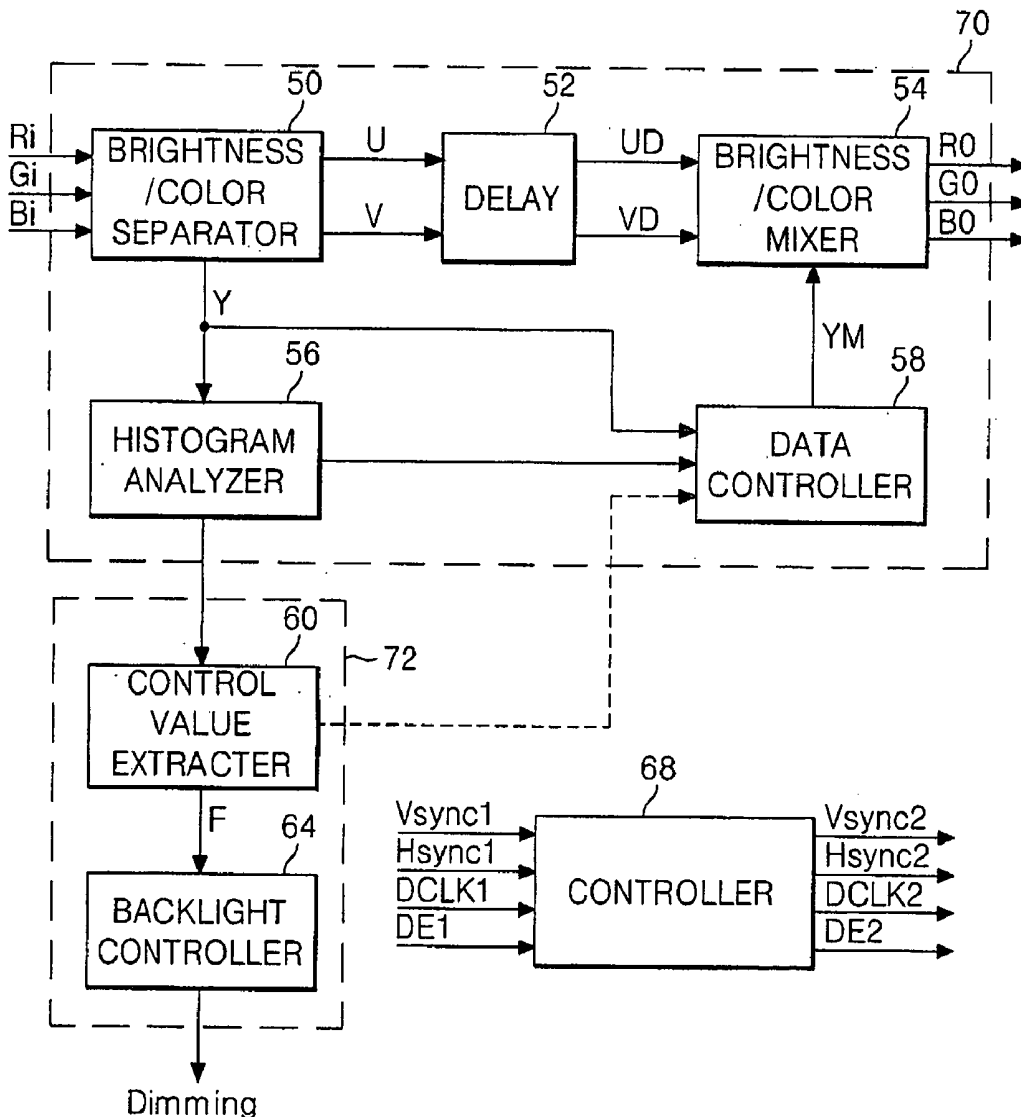 70
50
52
54
Ri
Gi
Bi
BRIGHTNESS
/COLOR
SEPARATOR
U
V
DELAY
UD
VD
BRIGHTNESS
/COLOR
MIXER
R0
G0
B0
Y
YM
56
58
HISTOGRAM
ANALYZER
DATA
CONTROLLER
60
72
CONTROL
VALUE
EXTRACTER
F
64
BACKLIGHT
CONTROLLER
Dimming
68
Vsync1
Hsync1
DCLK1
DE1
CONTROLLER
Vsync2
Hsync2
DCLK2
DE2